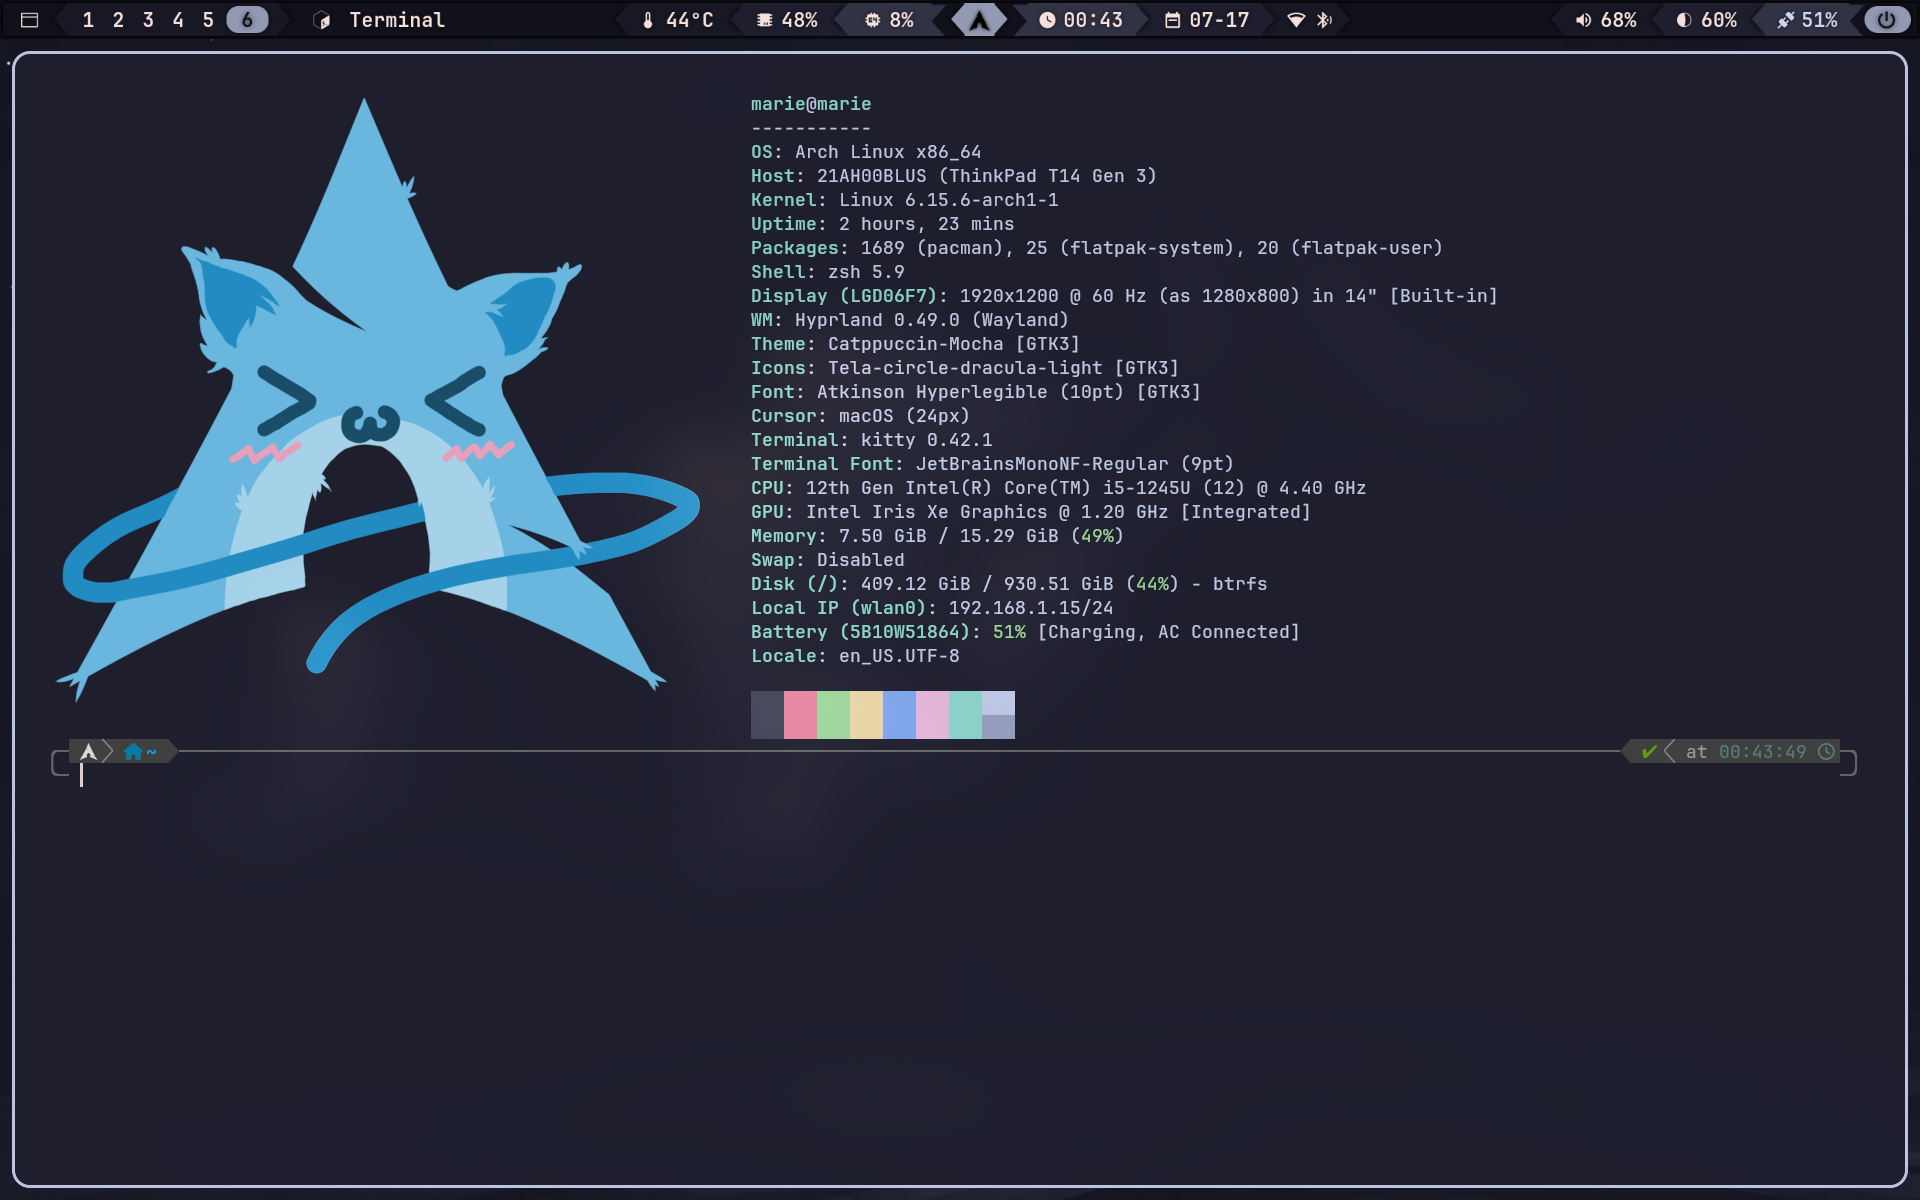 1 2 3 4 5 6 Terminal 44°C 48% 8% 00:43 07-17 68% 60% 51%
marie@marie
-----------
OS: Arch Linux x86_64
Host: 21AH00BLUS (ThinkPad T14 Gen 3)
Kernel: Linux 6.15.6-arch1-1
Uptime: 2 hours, 23 mins
Packages: 1689 (pacman), 25 (flatpak-system), 20 (flatpak-user)
Shell: zsh 5.9
Display (LGD06F7): 1920x1200 @ 60 Hz (as 1280x800) in 14" [Built-in]
WM: Hyprland 0.49.0 (Wayland)
Theme: Catppuccin-Mocha [GTK3]
Icons: Tela-circle-dracula-light [GTK3]
Font: Atkinson Hyperlegible (10pt) [GTK3]
Cursor: macOS (24px)
Terminal: kitty 0.42.1
Terminal Font: JetBrainsMonoNF-Regular (9pt)
CPU: 12th Gen Intel(R) Core(TM) i5-1245U (12) @ 4.40 GHz
GPU: Intel Iris Xe Graphics @ 1.20 GHz [Integrated]
Memory: 7.50 GiB / 15.29 GiB (49%)
Swap: Disabled
Disk (/): 409.12 GiB / 930.51 GiB (44%) - btrfs
Local IP (wlan0): 192.168.1.15/24
Battery (5B10W51864): 51% [Charging, AC Connected]
Locale: en_US.UTF-8
~ ✔ at 00:43:49